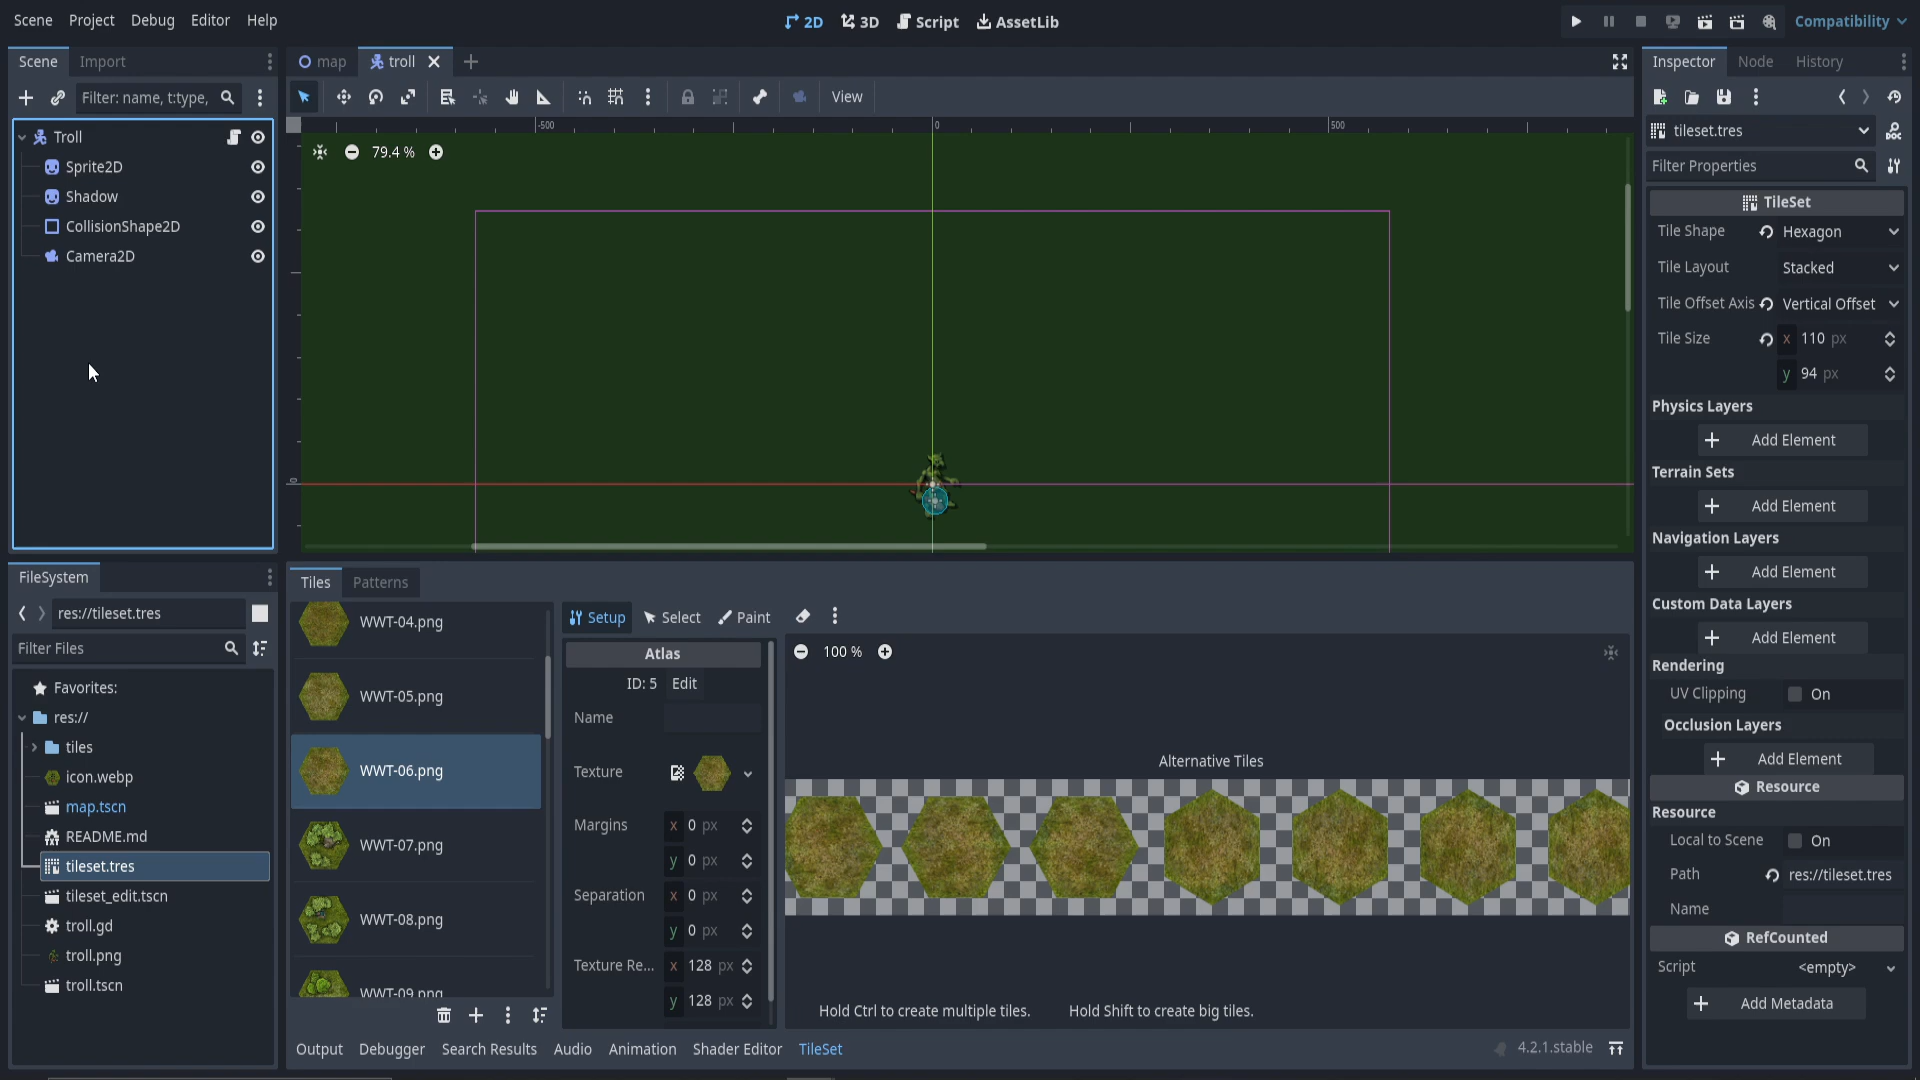 Scene Project Debug Editor Help
2D 3D Script AssetLib
Compatibility
Scene Import
Filter: name, t:type,
Troll
Sprite2D
Shadow
CollisionShape2D
Camera2D
map troll
View
-500 0 500
0
79.4 %
Inspector Node History
tileset.tres
Filter Properties
TileSet
Tile Shape Hexagon
Tile Layout Stacked
Tile Offset Axis Vertical Offset
Tile Size x 110 px
y 94 px
Physics Layers
Add Element
Terrain Sets
Add Element
Navigation Layers
Add Element
Custom Data Layers
Add Element
Rendering
UV Clipping On
Occlusion Layers
Add Element
Resource
Resource
Local to Scene On
Path res://tileset.tres
Name
RefCounted
Script <empty>
Add Metadata
FileSystem
res://tileset.tres
Filter Files
Favorites:
res://
tiles
icon.webp
map.tscn
README.md
tileset.tres
tileset_edit.tscn
troll.gd
troll.png
troll.tscn
Tiles Patterns
WWT-04.png
WWT-05.png
WWT-06.png
WWT-07.png
WWT-08.png
WWT-09.png
Setup Select Paint
Atlas
ID: 5 Edit
Name
Texture
Margins x 0 px
y 0 px
Separation x 0 px
y 0 px
Texture Re... x 128 px
y 128 px
100 %
Alternative Tiles
Hold Ctrl to create multiple tiles. Hold Shift to create big tiles.
Output Debugger Search Results Audio Animation Shader Editor TileSet
4.2.1.stable